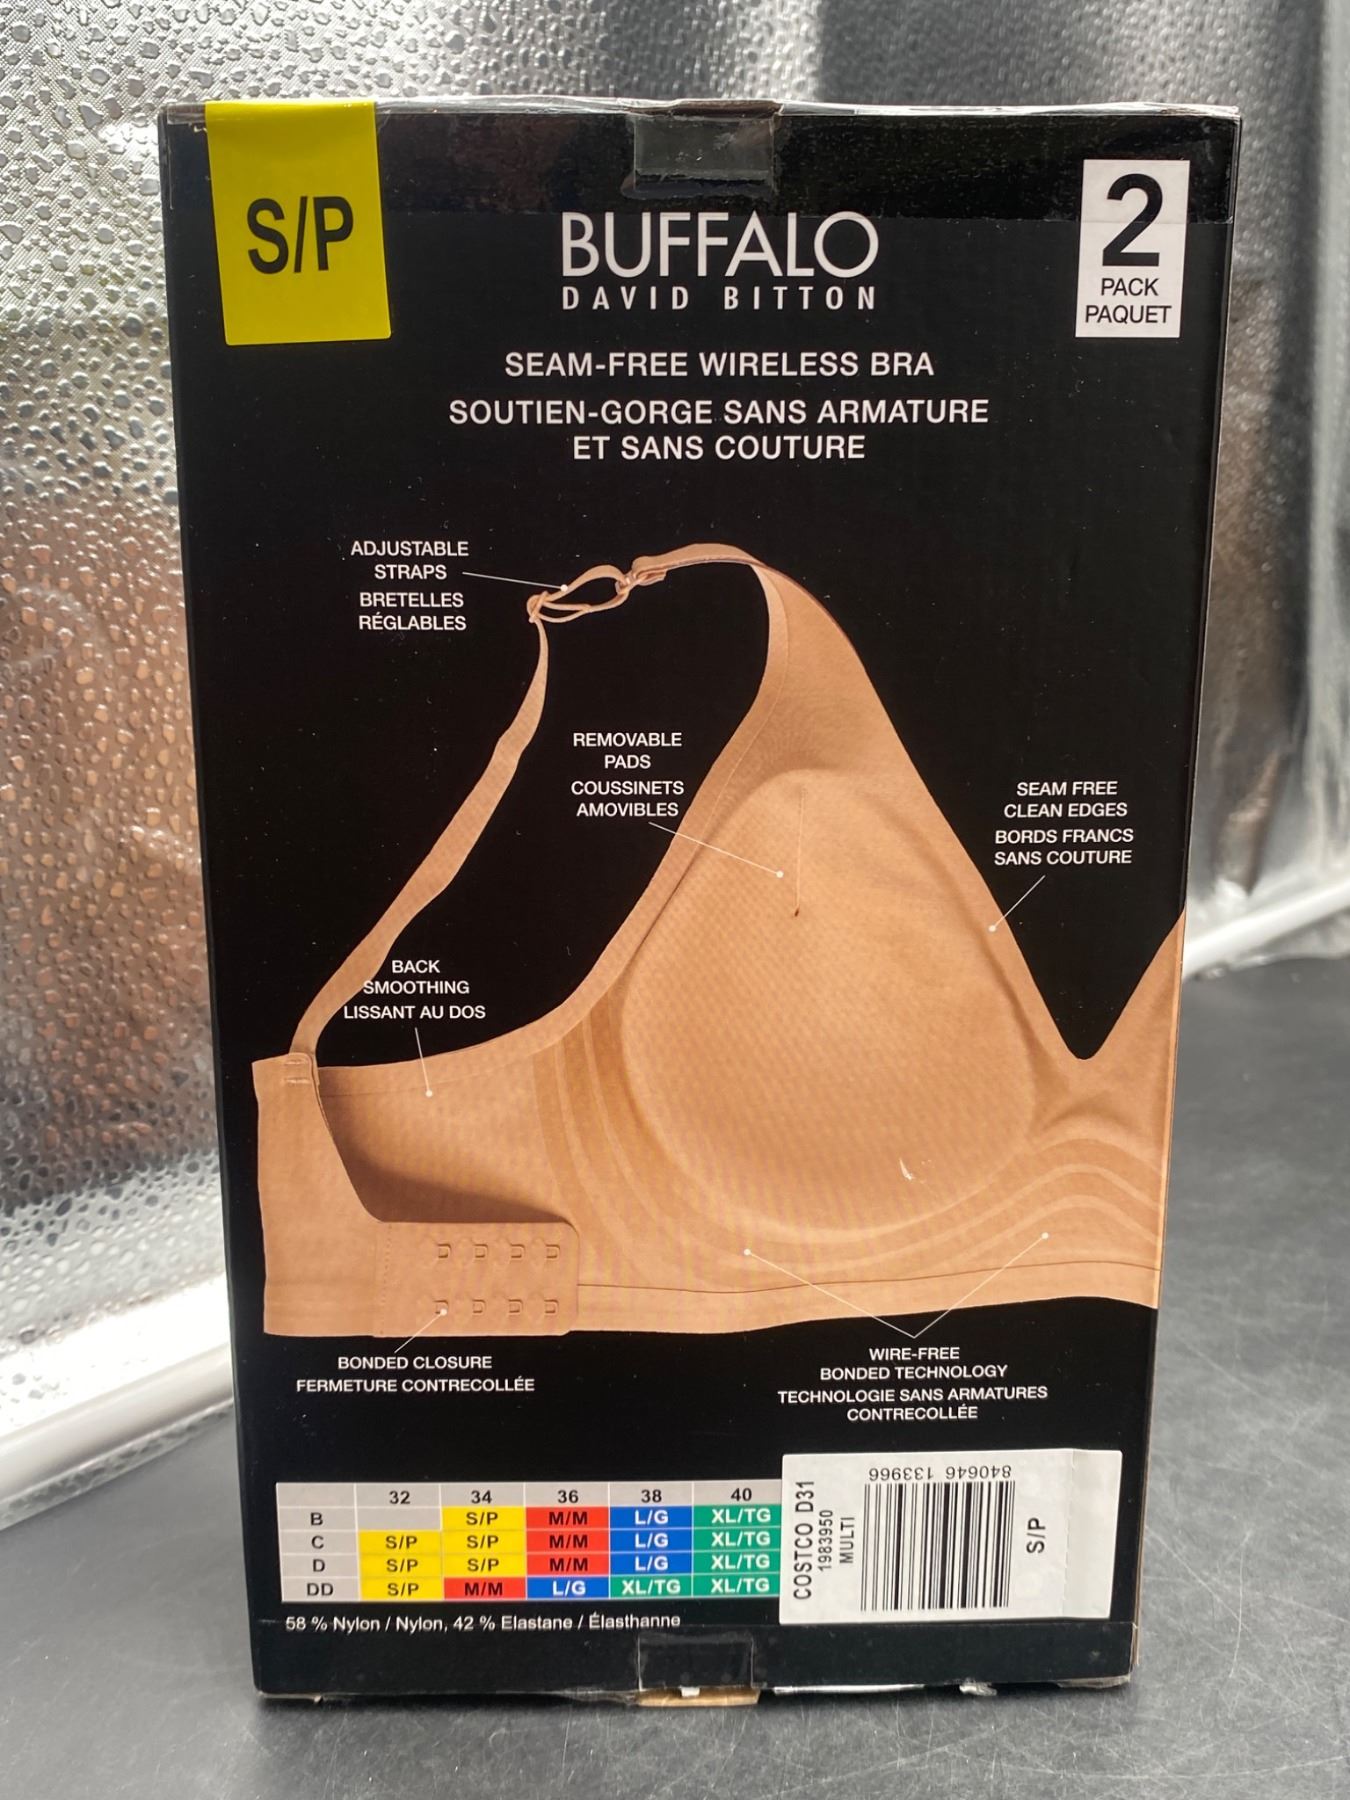 S/P
BUFFALO
DAVID BITTON
2
PACK
PAQUET
SEAM-FREE WIRELESS BRA
SOUTIEN-GORGE SANS ARMATURE
ET SANS COUTURE
ADJUSTABLE
STRAPS
BRETELLES
RÉGLABLES
REMOVABLE
PADS
COUSSINETS
AMOVIBLES
SEAM FREE
CLEAN EDGES
BORDS FRANCS
SANS COUTURE
BACK
SMOOTHING
LISSANT AU DOS
BONDED CLOSURE
FERMETURE CONTRECOLLÉE
WIRE-FREE
BONDED TECHNOLOGY
TECHNOLOGIE SANS ARMATURES
CONTRECOLLÉE
32 34 36 38 40
B S/P M/M L/G XL/TG
C S/P S/P M/M L/G XL/TG
D S/P S/P M/M L/G XL/TG
DD S/P M/M L/G XL/TG XL/TG
58 % Nylon / Nylon, 42 % Elastane / Élasthanne
COSTCO D31
1983950
MULTI
840646 133966
S/P